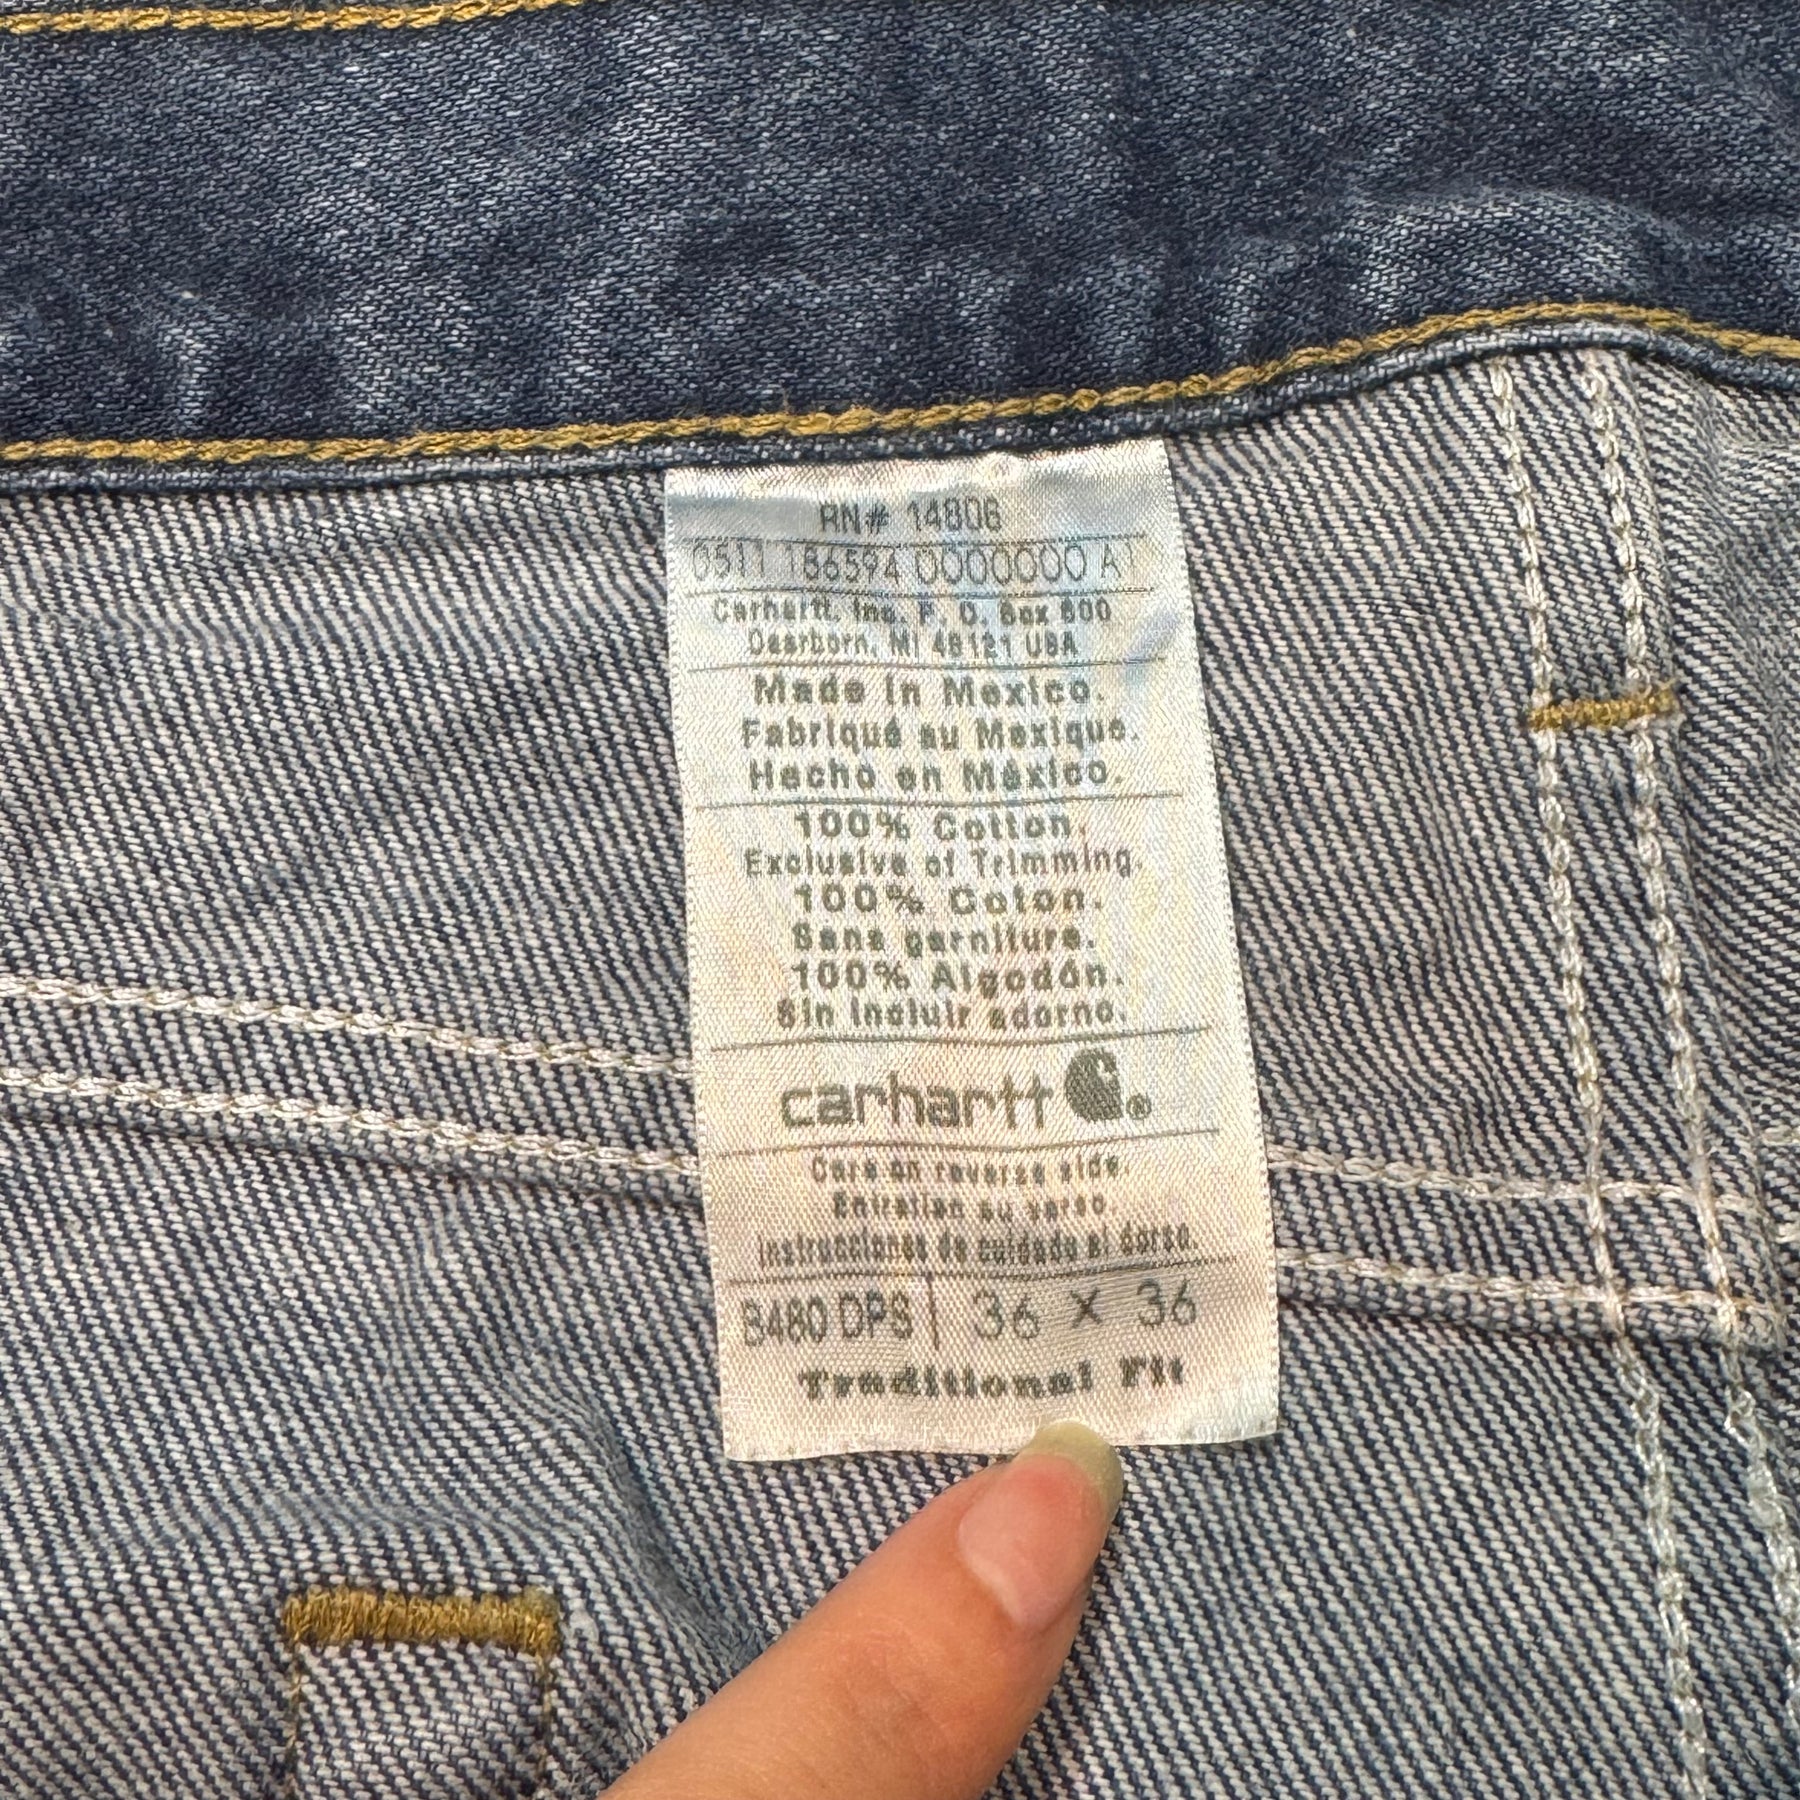 RN# 14806
0511 186594 0000000 A1
Carhartt, Inc. P. O. Box 600
Dearborn, MI 48121 USA
Made in Mexico.
Fabriqué au Mexique.
Hecho en México.
100% Cotton.
Exclusive of Trimming.
100% Coton.
Sans garniture.
100% Algodón.
Sin incluir adorno.
carhartt ®
Care on reverse side.
Entretien au verso.
Instrucciones de cuidado al dorso.
B480 DPS 36 X 36
Traditional Fit